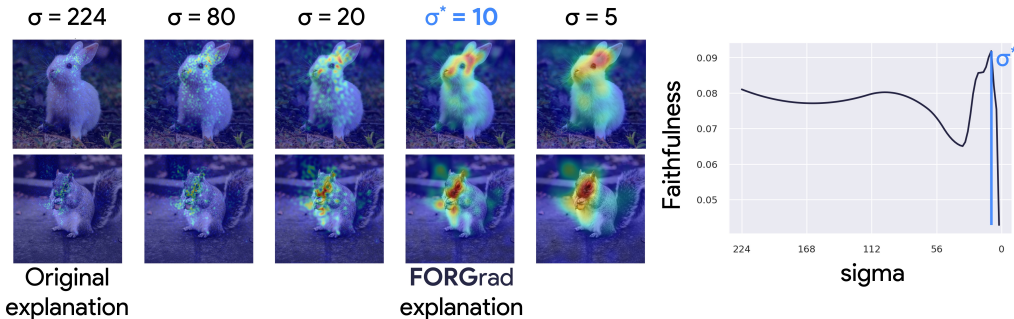 σ = 224
σ = 80
σ = 20
σ* = 10
σ = 5
Original
explanation
FORGrad
explanation
Faithfulness
0.09
0.08
0.07
0.06
0.05
σ*
224
168
112
56
0
sigma